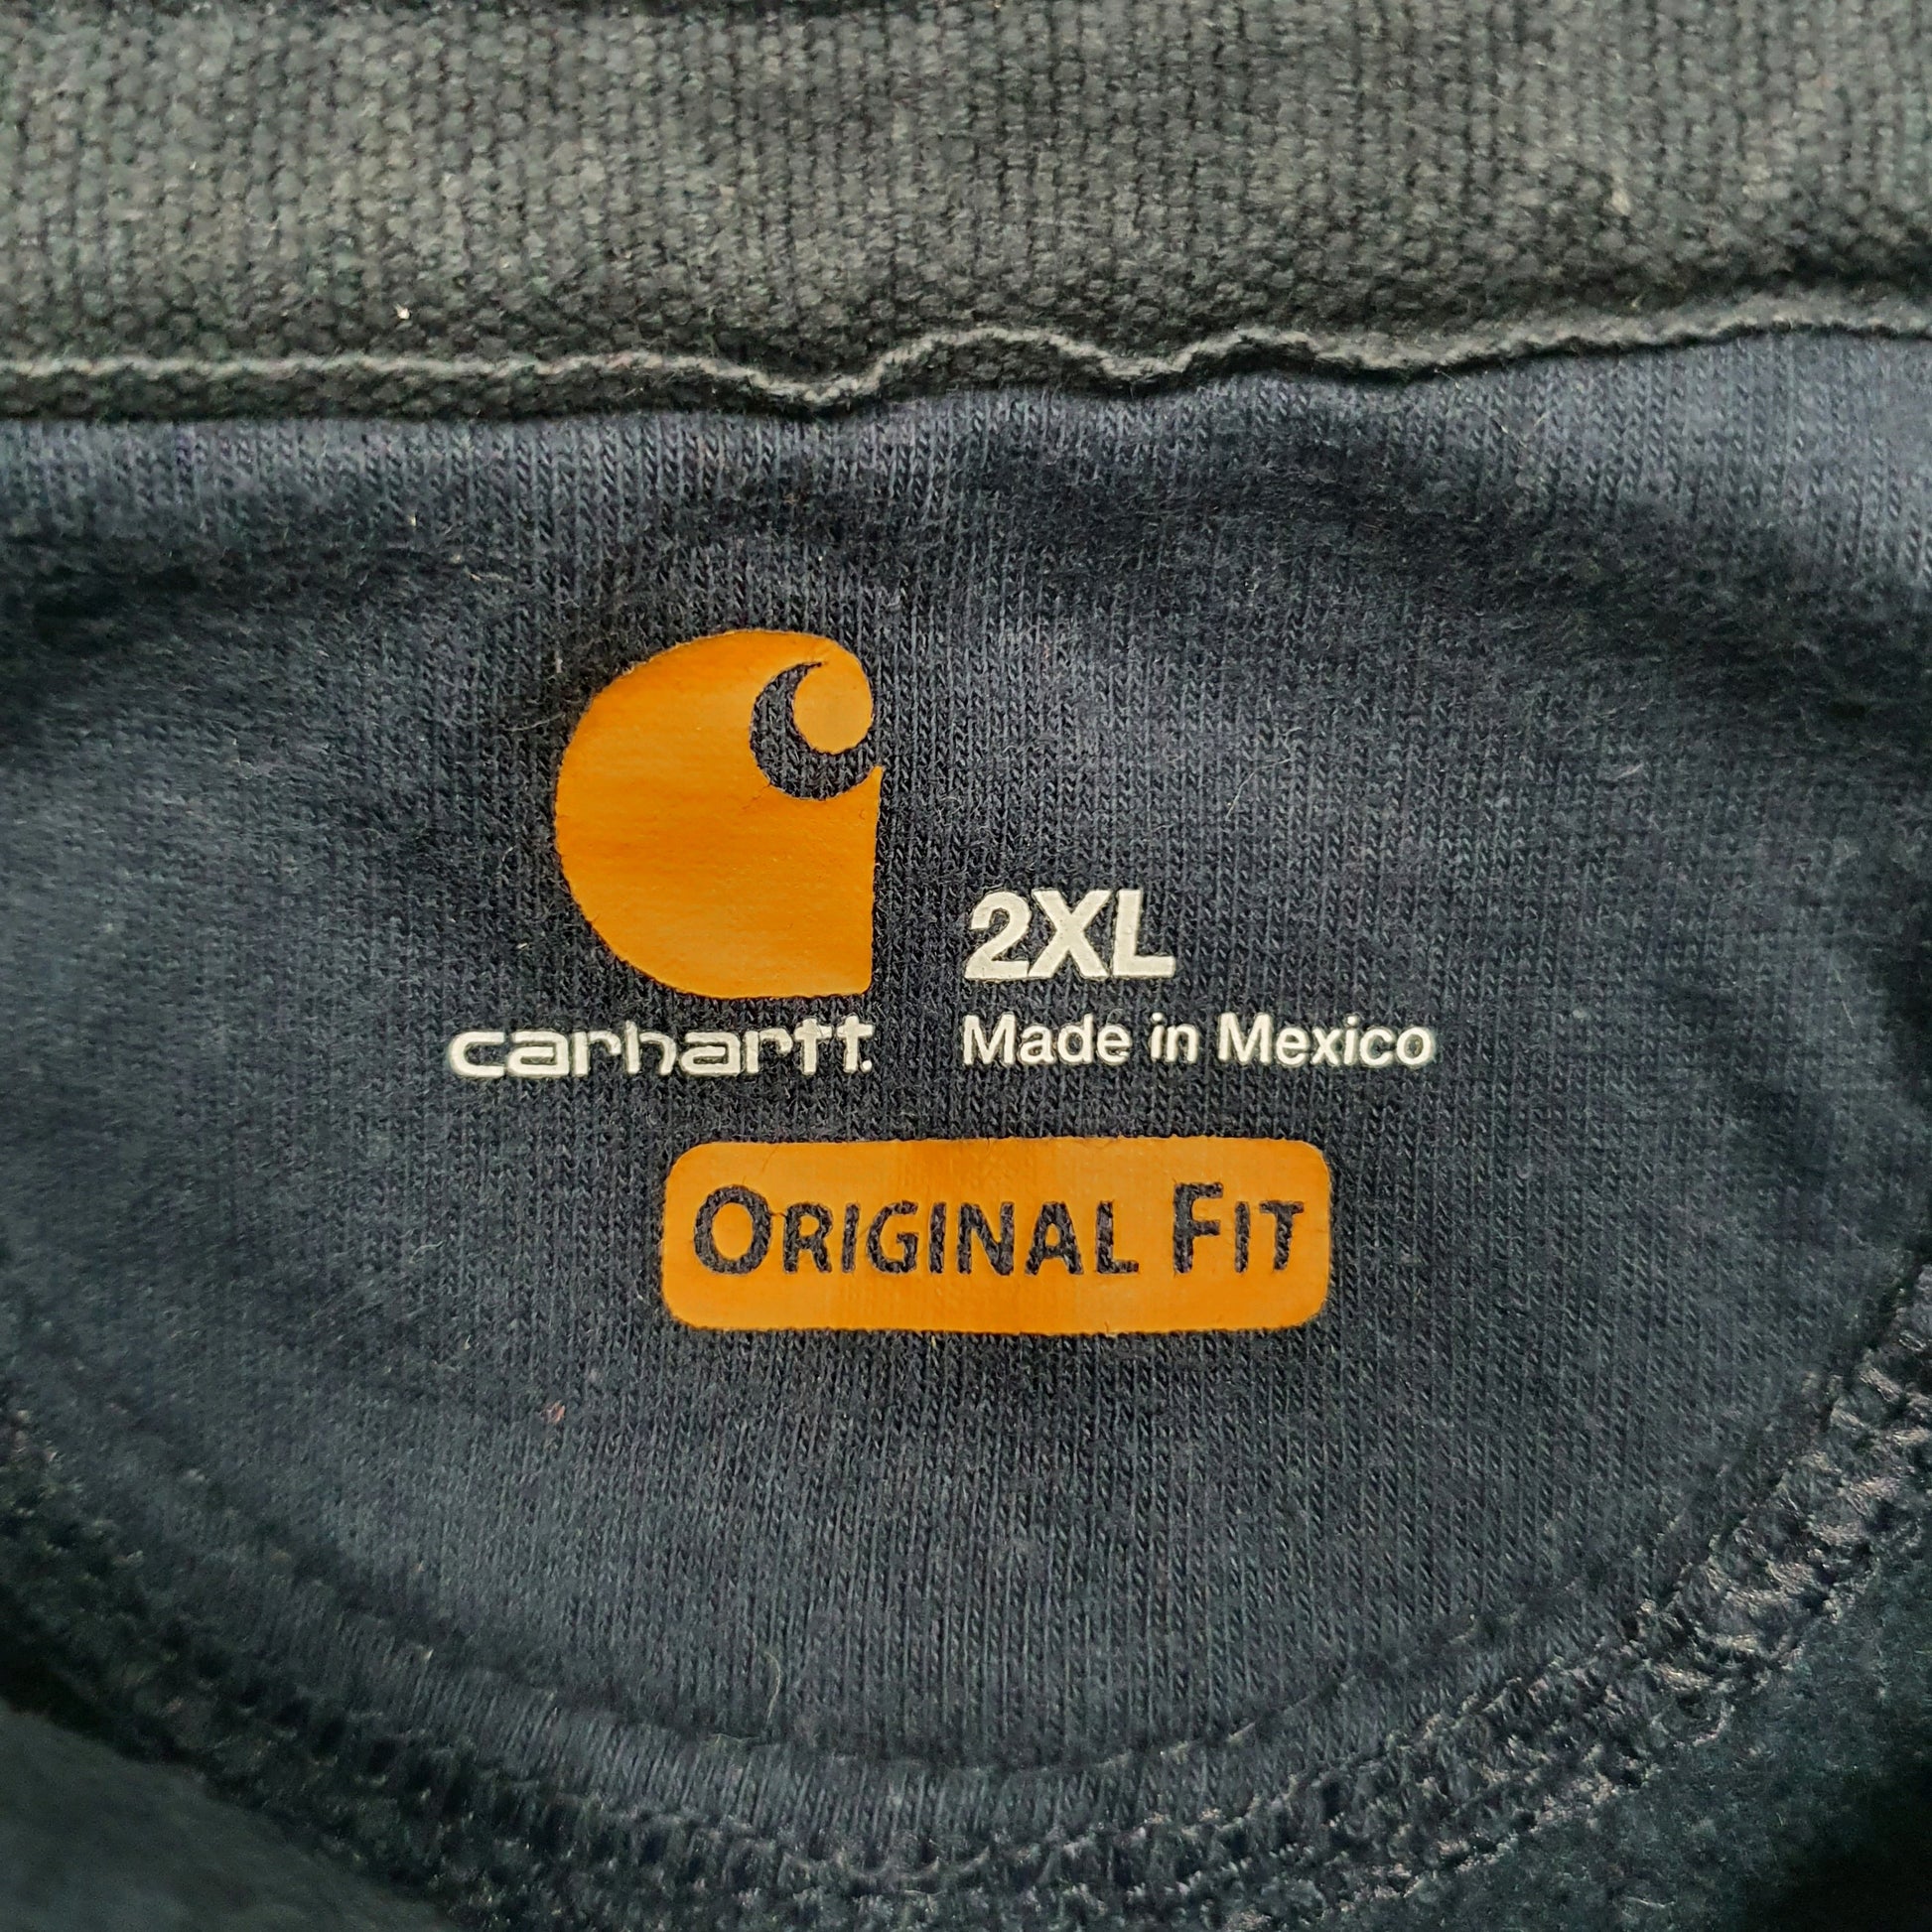 2XL
carhartt.
Made in Mexico
ORIGINAL FIT